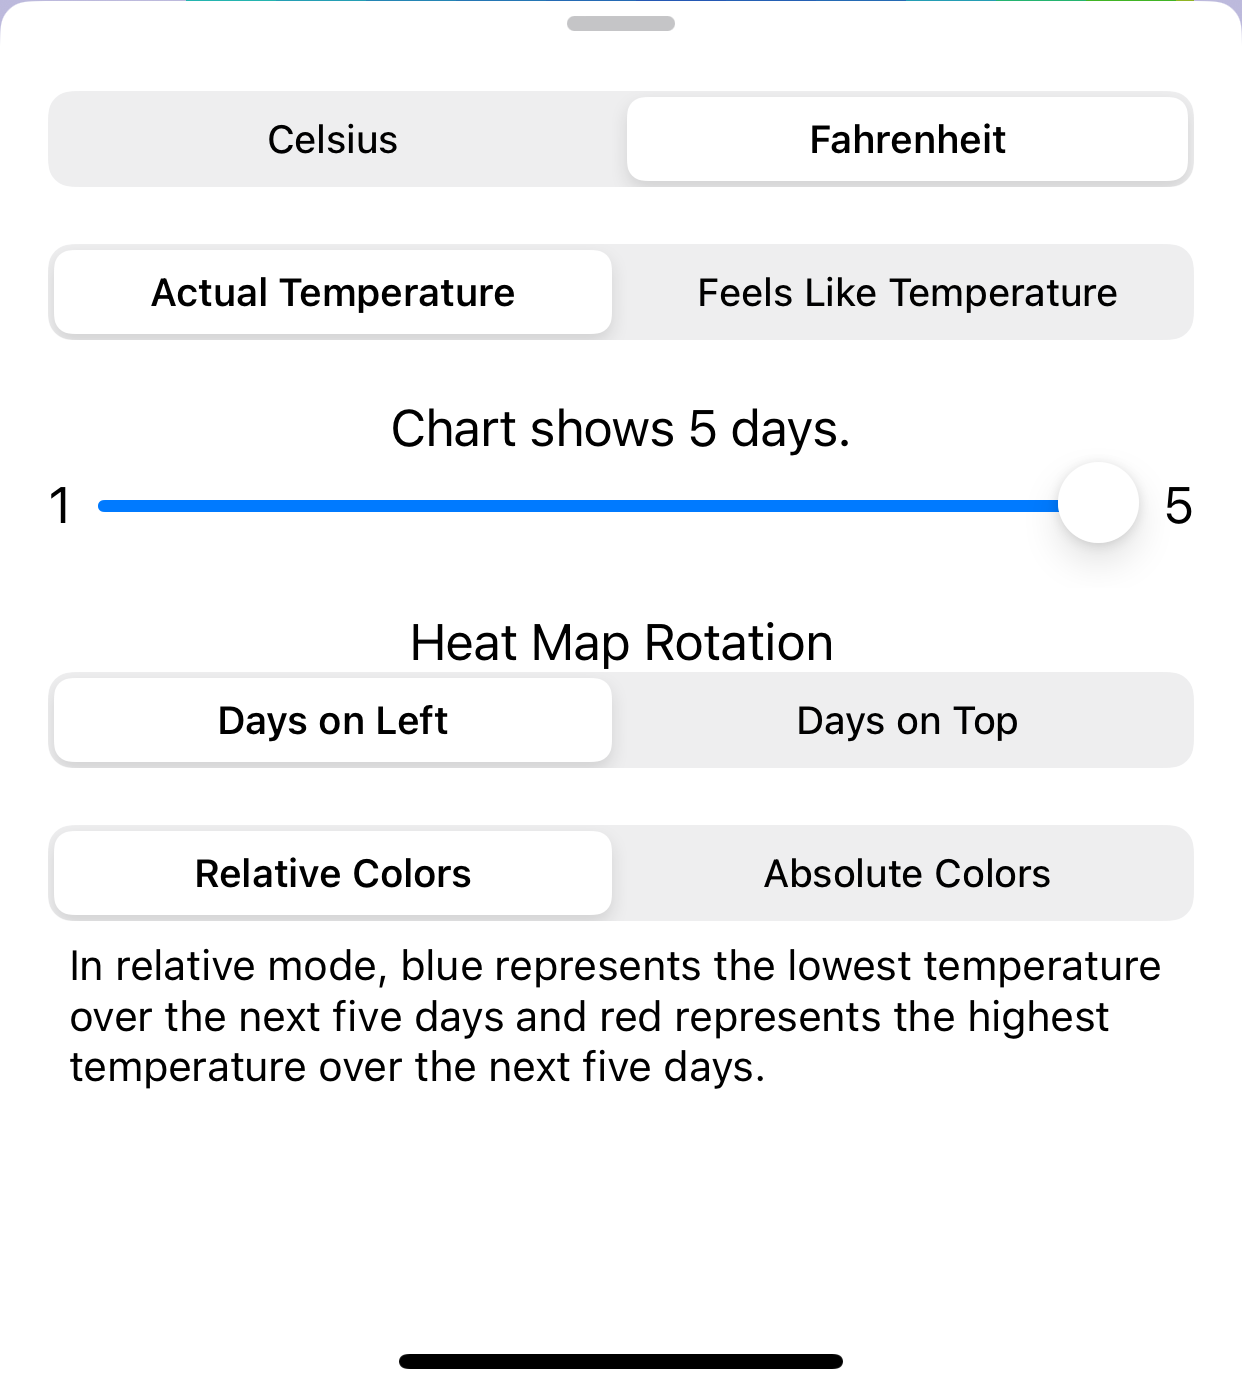 Celsius Fahrenheit
Actual Temperature Feels Like Temperature
Chart shows 5 days.
1 5
Heat Map Rotation
Days on Left Days on Top
Relative Colors Absolute Colors
In relative mode, blue represents the lowest temperature
over the next five days and red represents the highest
temperature over the next five days.